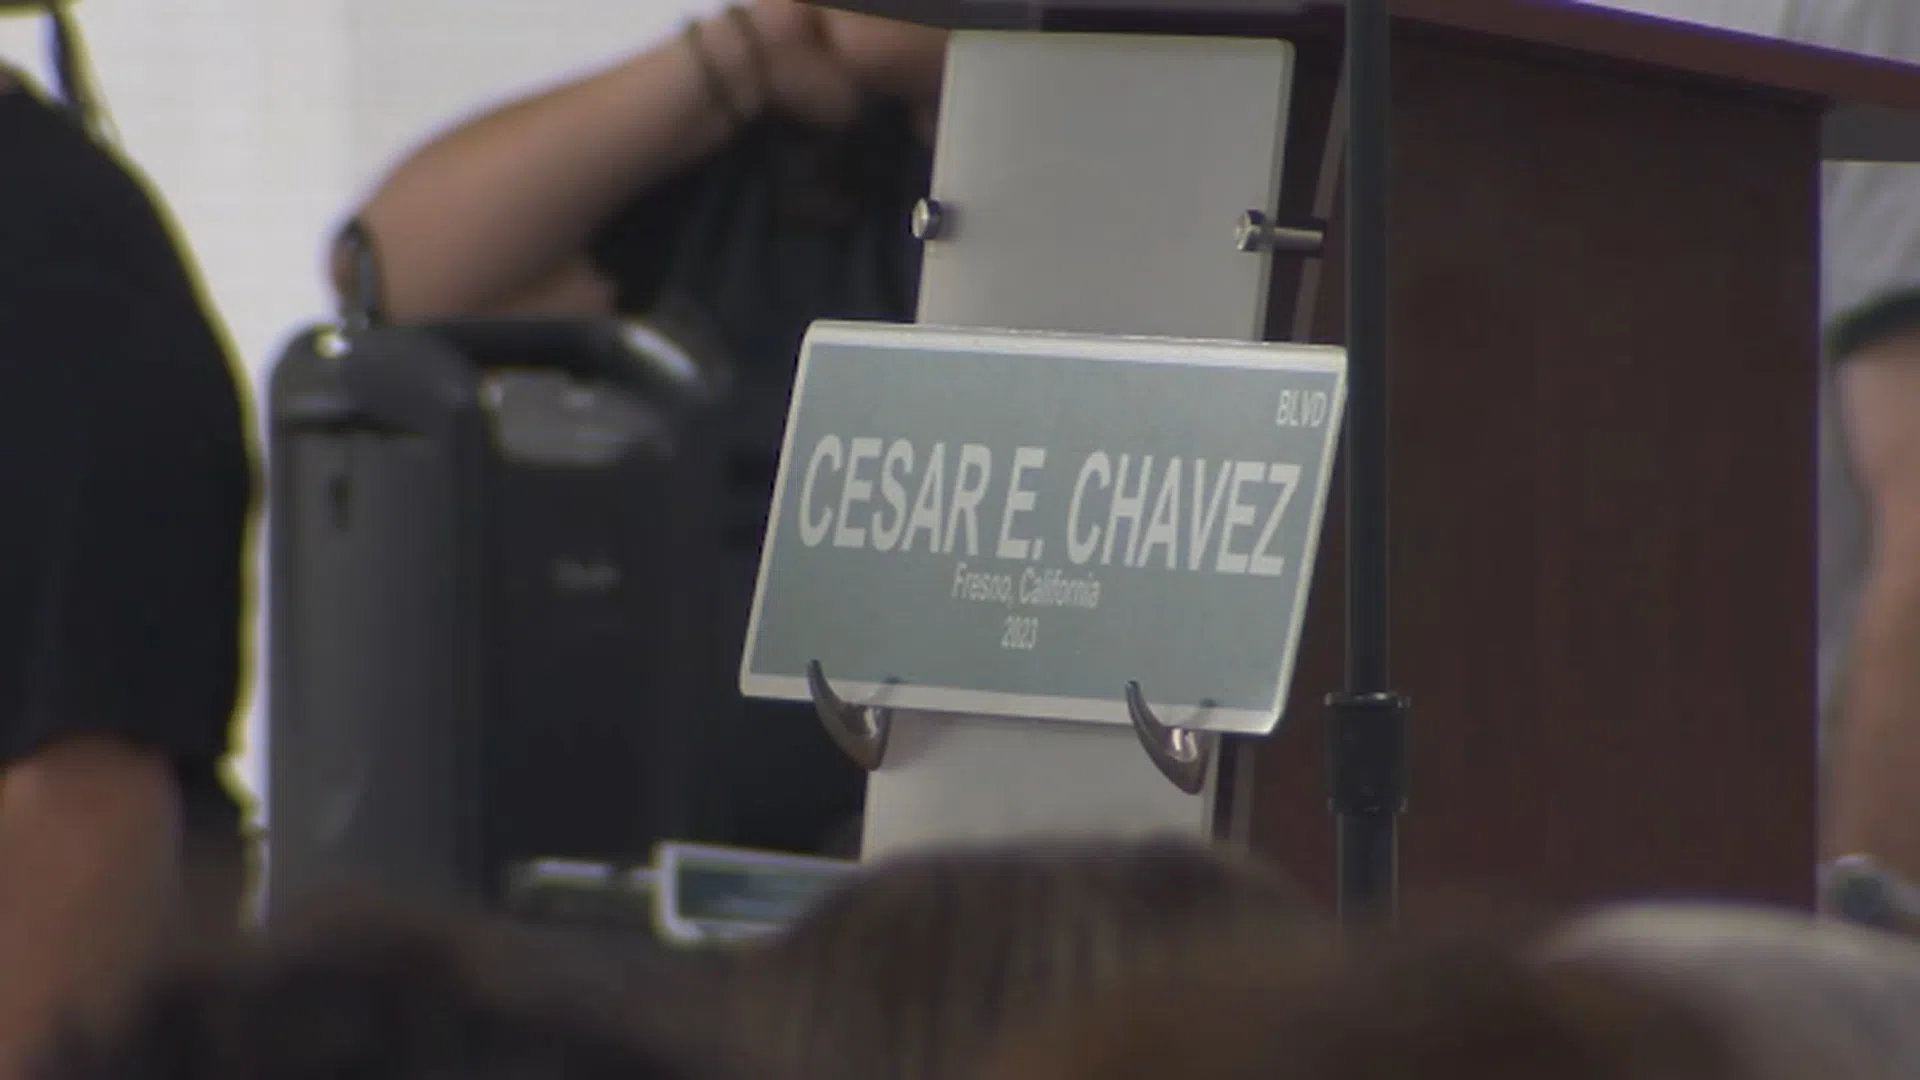 BLVD
CESAR E. CHAVEZ
Fresno, California
2023